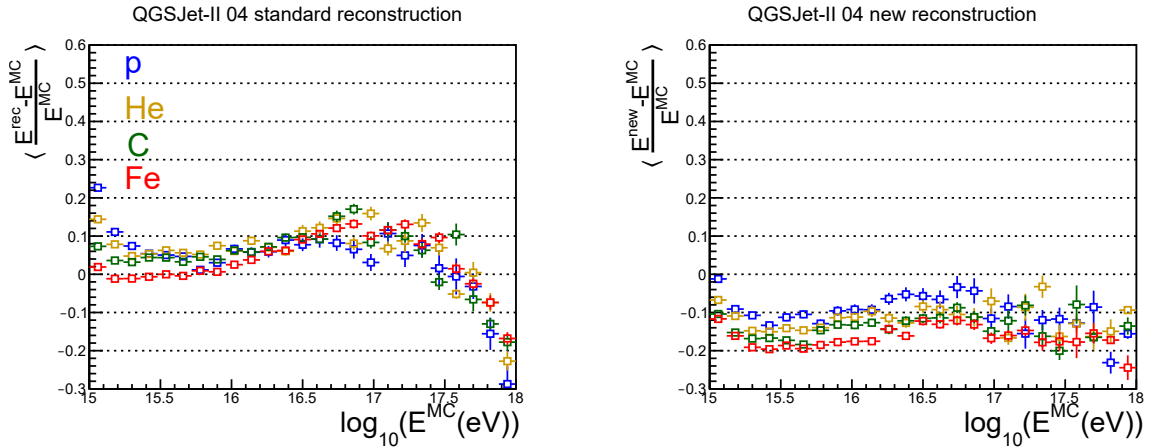 QGSJet-II 04 standard reconstruction
⟨ (E^rec-E^MC)/E^MC ⟩
0.6
0.5
0.4
0.3
0.2
0.1
0
−0.1
−0.2
−0.3
p
He
C
Fe
15 15.5 16 16.5 17 17.5 18
log10(E^MC(eV))
QGSJet-II 04 new reconstruction
⟨ (E^new-E^MC)/E^MC ⟩
0.6
0.5
0.4
0.3
0.2
0.1
0
−0.1
−0.2
−0.3
15 15.5 16 16.5 17 17.5 18
log10(E^MC(eV))